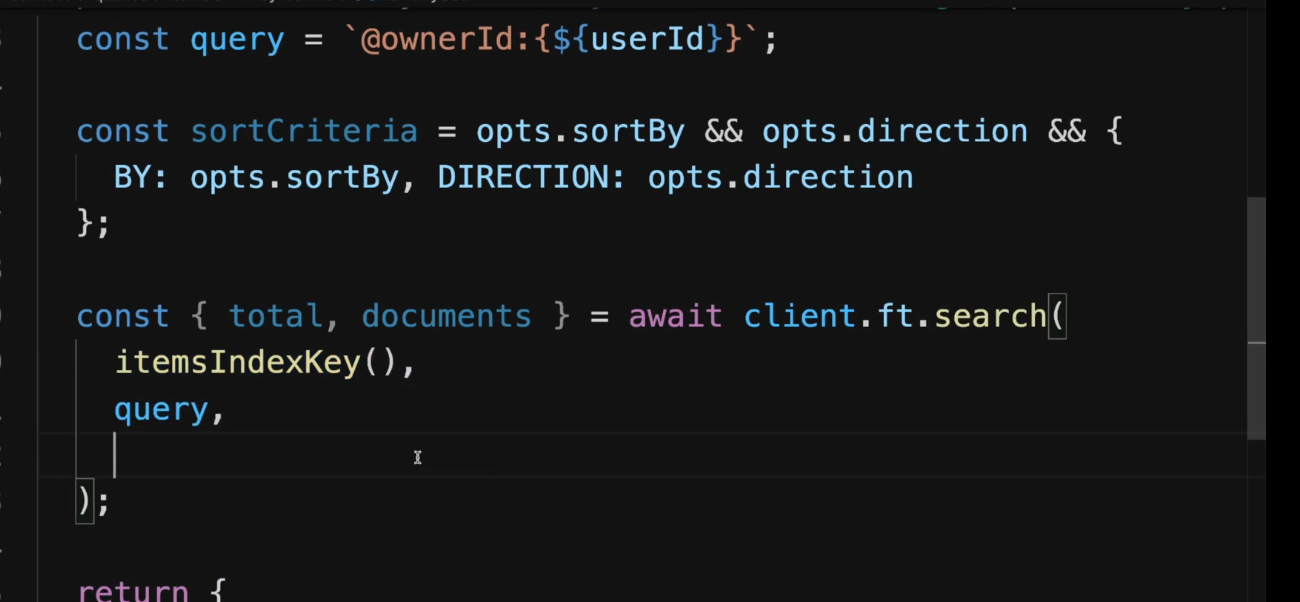 const query = `@ownerId:{${userId}}`;
const sortCriteria = opts.sortBy && opts.direction && {
BY: opts.sortBy, DIRECTION: opts.direction
};
const { total, documents } = await client.ft.search(
itemsIndexKey(),
query,
);
return {